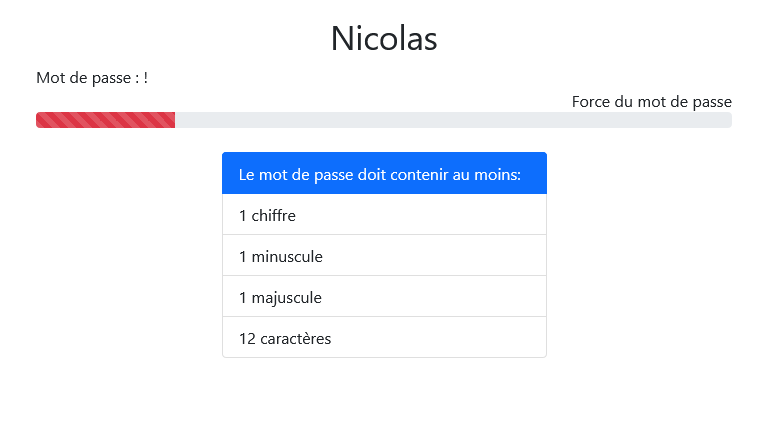 Nicolas
Mot de passe : !
Force du mot de passe
Le mot de passe doit contenir au moins:
1 chiffre
1 minuscule
1 majuscule
12 caractères